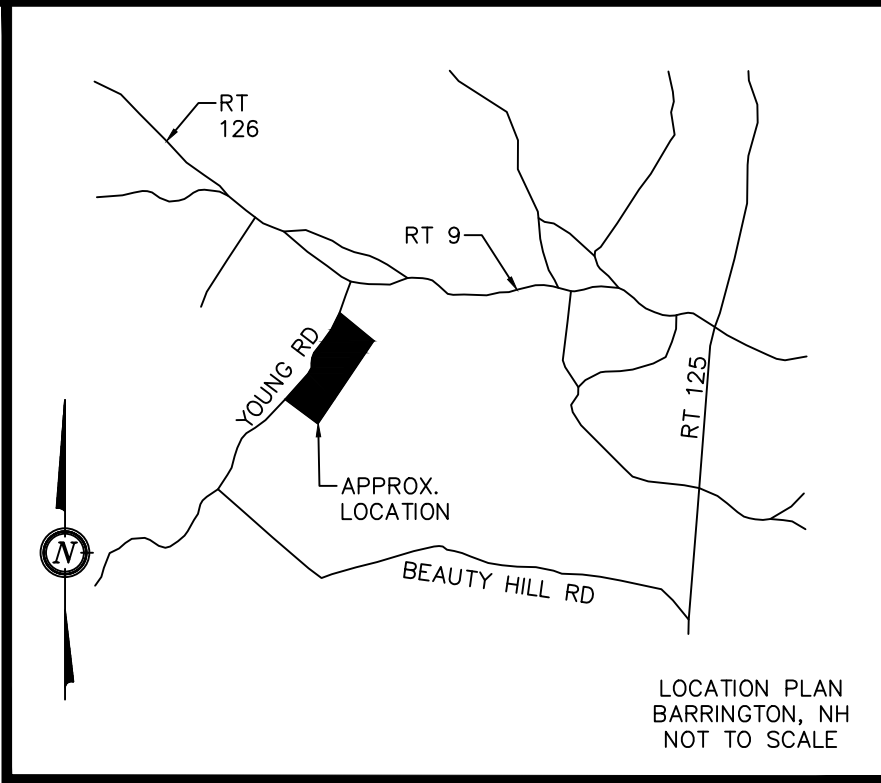 RT
126
RT 9
YOUNG RD
RT 125
APPROX.
LOCATION
N
BEAUTY HILL RD
LOCATION PLAN
BARRINGTON, NH
NOT TO SCALE